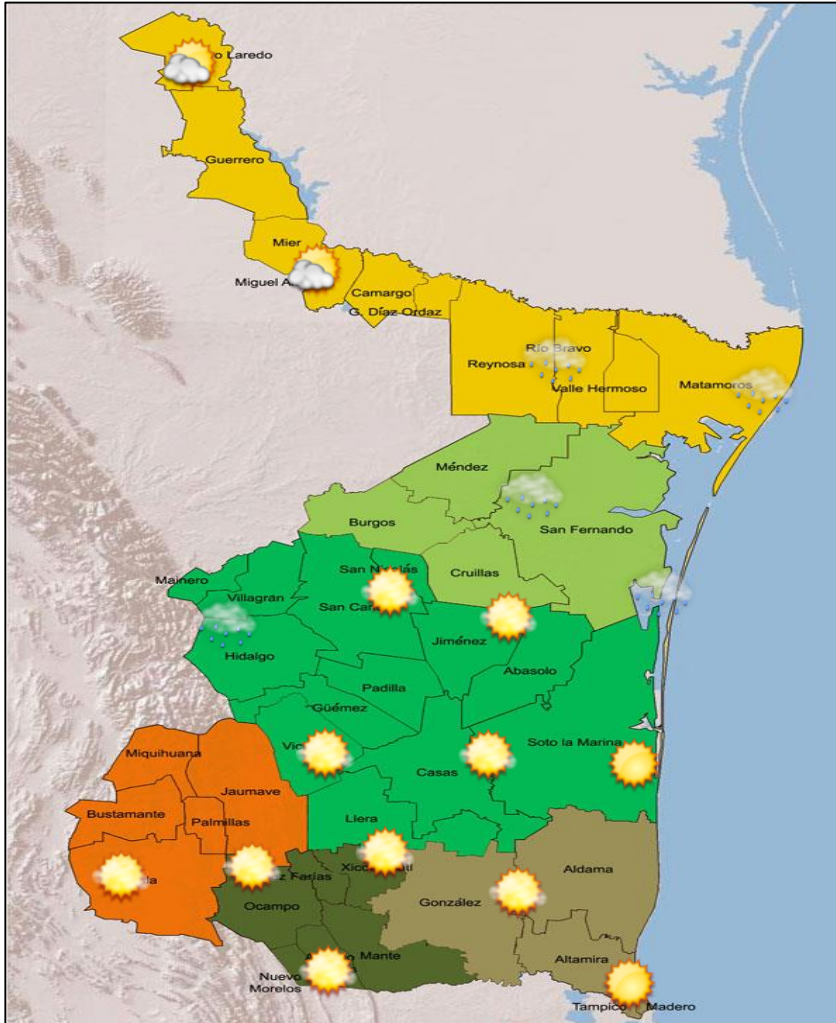 o Laredo
Guerrero
Mier
Miguel A
Camargo
G. Díaz Ordaz
Río Bravo
Reynosa
Valle Hermoso
Matamoros
Méndez
Burgos
San Fernando
Cruillas
San Nicolás
Mainero
Villagrán
San Car
Hidalgo
Jiménez
Abasolo
Padilla
Güémez
Vic
Casas
Soto la Marina
Miquihuana
Jaumave
Bustamante
Palmillas
Llera
Xico
Farías
Aldama
González
Ocampo
Mante
Nuevo
Morelos
Altamira
Tampico
Madero